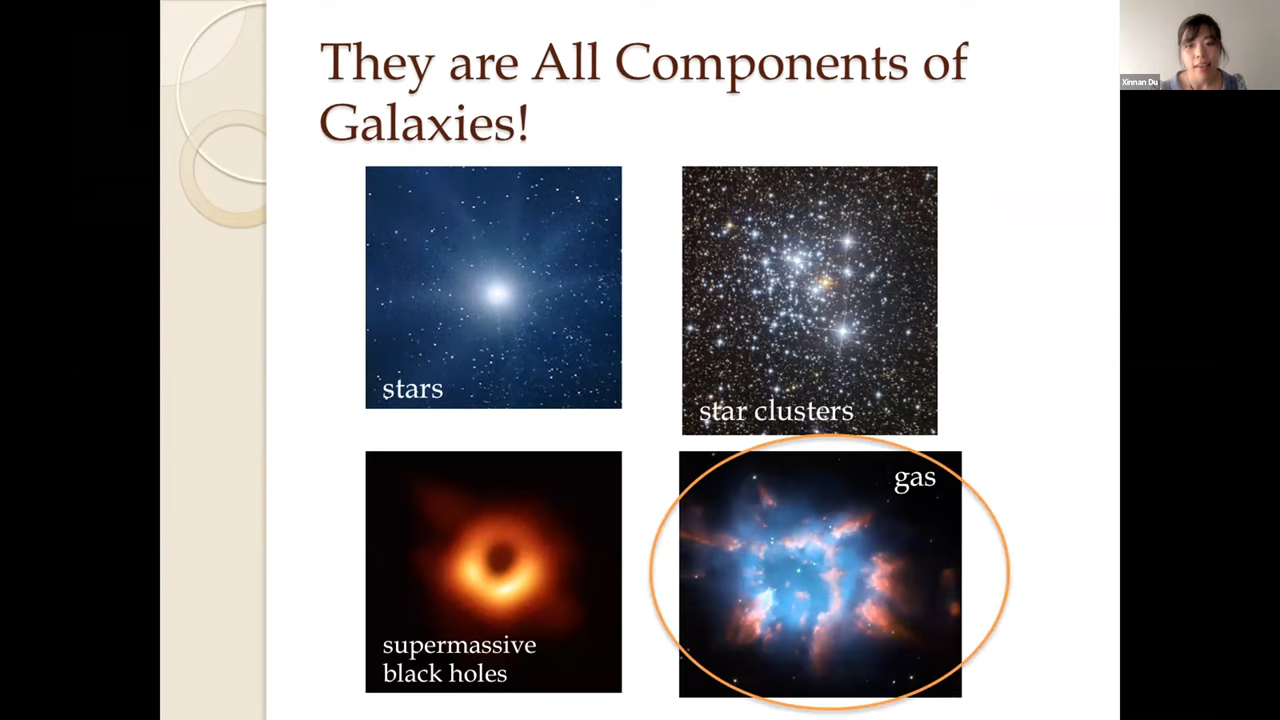 They are All Components of
Galaxies!
Xinnan Du
stars
star clusters
gas
supermassive
black holes